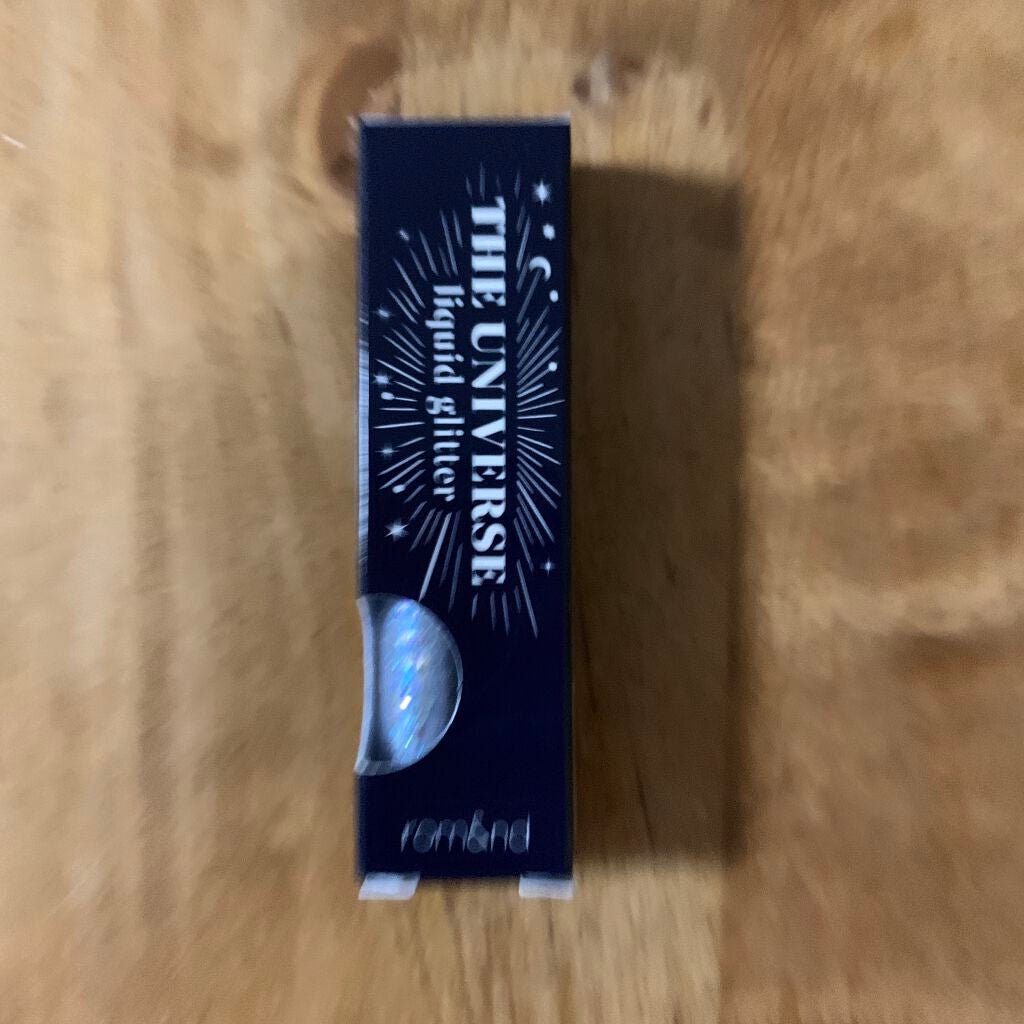 THE UNIVERSE
liquid glitter
rom&nd